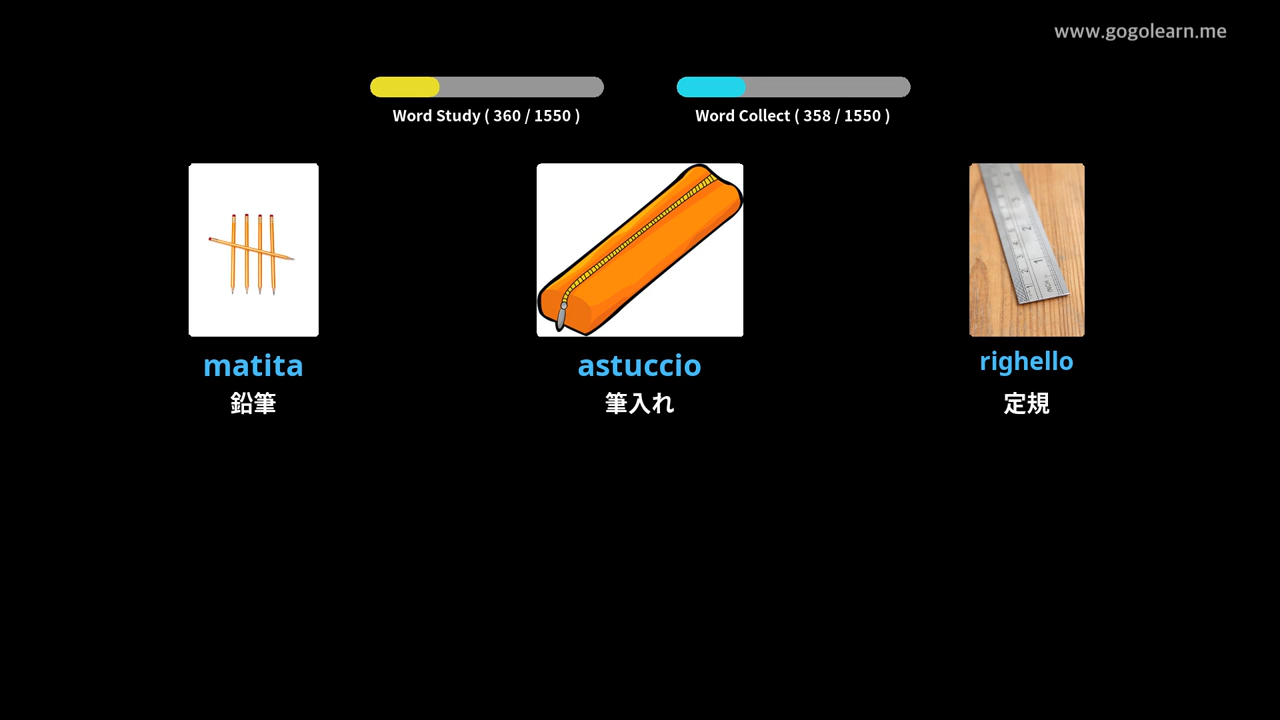 www.gogolearn.me
Word Study ( 360 / 1550 )
Word Collect ( 358 / 1550 )
matita
鉛筆
astuccio
筆入れ
righello
定規